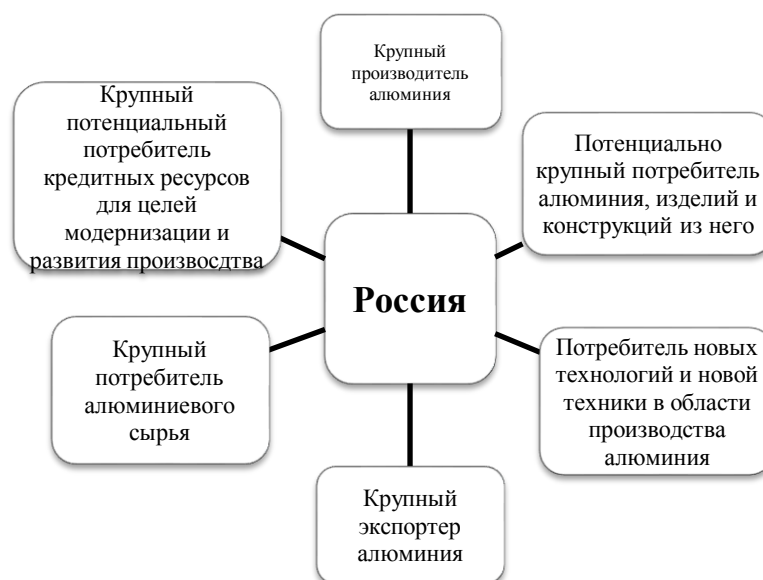 Крупный
производитель
алюминия
Крупный
потенциальный
потребитель
кредитных ресурсов
для целей
модернизации и
развития произвосдтва
Потенциально
крупный потребитель
алюминия, изделий и
конструкций из него
Россия
Крупный
потребитель
алюминиевого
сырья
Потребитель новых
технологий и новой
техники в области
производства
алюминия
Крупный
экспортер
алюминия